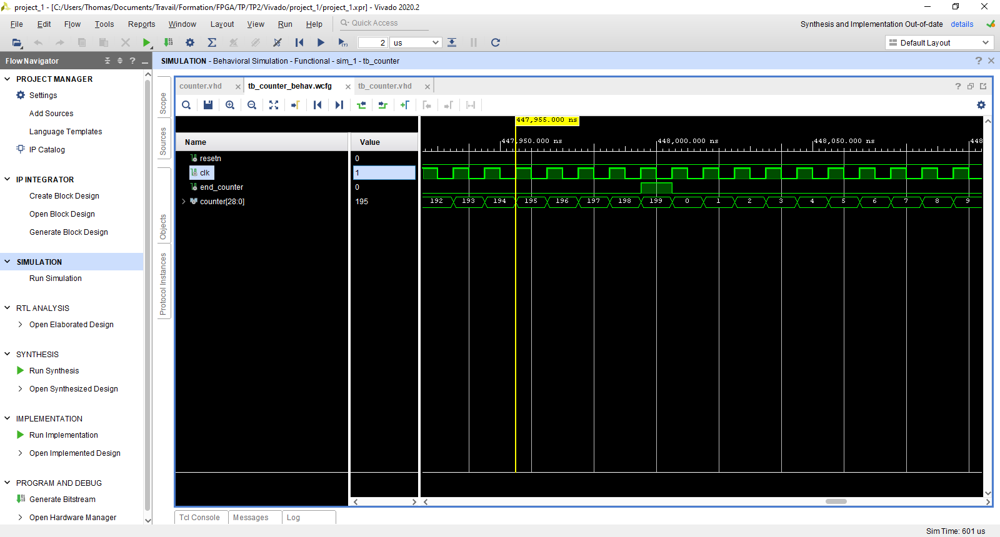 project_1 - [C:/Users/Thomas/Documents/Travail/Formation/FPGA/TP/TP2/Vivado/project_1/project_1.xpr] - Vivado 2020.2
File Edit Flow Tools Reports Window Layout View Run Help Quick Access
Synthesis and Implementation Out-of-date details
2 us Default Layout
Flow Navigator
SIMULATION - Behavioral Simulation - Functional - sim_1 - tb_counter
PROJECT MANAGER
Settings
Add Sources
Language Templates
IP Catalog
IP INTEGRATOR
Create Block Design
Open Block Design
Generate Block Design
SIMULATION
Run Simulation
RTL ANALYSIS
Open Elaborated Design
SYNTHESIS
Run Synthesis
Open Synthesized Design
IMPLEMENTATION
Run Implementation
Open Implemented Design
PROGRAM AND DEBUG
Generate Bitstream
Open Hardware Manager
Scope
Sources
Objects
Protocol Instances
counter.vhd tb_counter_behav.wcfg tb_counter.vhd
447,955.000 ns
Name Value
447,950.000 ns 448,000.000 ns 448,050.000 ns 448
resetn 0
clk 1
end_counter 0
counter[28:0] 195
192 193 194 195 196 197 198 199 0 1 2 3 4 5 6 7 8 9
Tcl Console Messages Log
Sim Time: 601 us